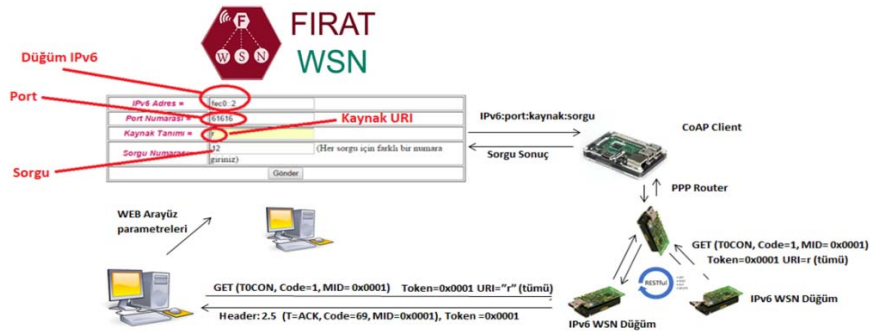 F
W S N
FIRAT
WSN
Düğüm IPv6
Port
Kaynak URI
Sorgu
IPv6 Adres *
fec0::2
Port Numarası *
61616
Kaynak Tanımı *
r
Sorgu Numarası
12 (Her sorgu için farklı bir numara
giriniz)
Gönder
IPv6:port:kaynak:sorgu
Sorgu Sonuç
CoAP Client
PPP Router
WEB Arayüz
parametreleri
GET (T0CON, Code=1, MID= 0x0001)
Token=0x0001 URI=r (tümü)
GET (T0CON, Code=1, MID= 0x0001) Token=0x0001 URI="r" (tümü)
Header: 2.5 (T=ACK, Code=69, MID=0x0001), Token =0x0001
RESTful
IPv6 WSN Düğüm
IPv6 WSN Düğüm